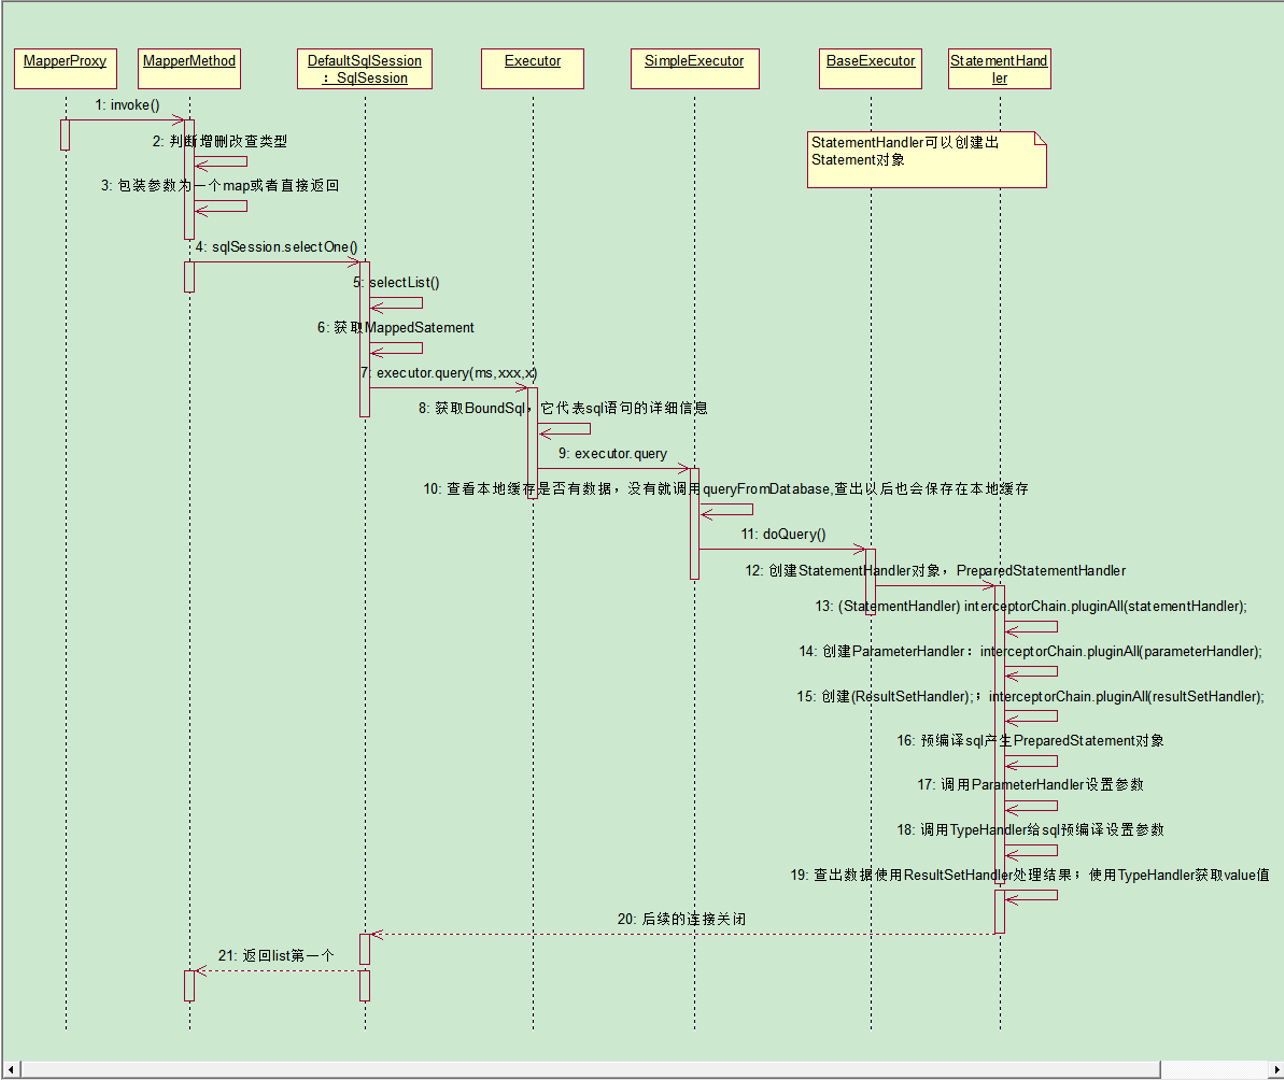 MapperProxy
MapperMethod
DefaultSqlSession
：SqlSession
Executor
SimpleExecutor
BaseExecutor
StatementHand
ler
1: invoke()
2: 判断增删改查类型
StatementHandler可以创建出
Statement对象
3: 包装参数为一个map或者直接返回
4: sqlSession.selectOne()
5: selectList()
6: 获取MappedSatement
7: executor.query(ms,xxx,x)
8: 获取BoundSql，它代表sql语句的详细信息
9: executor.query
10: 查看本地缓存是否有数据，没有就调用queryFromDatabase,查出以后也会保存在本地缓存
11: doQuery()
12: 创建StatementHandler对象，PreparedStatementHandler
13: (StatementHandler) interceptorChain.pluginAll(statementHandler);
14: 创建ParameterHandler：interceptorChain.pluginAll(parameterHandler);
15: 创建(ResultSetHandler);；interceptorChain.pluginAll(resultSetHandler);
16: 预编译sql产生PreparedStatement对象
17: 调用ParameterHandler设置参数
18: 调用TypeHandler给sql预编译设置参数
19: 查出数据使用ResultSetHandler处理结果；使用TypeHandler获取value值
20: 后续的连接关闭
21: 返回list第一个